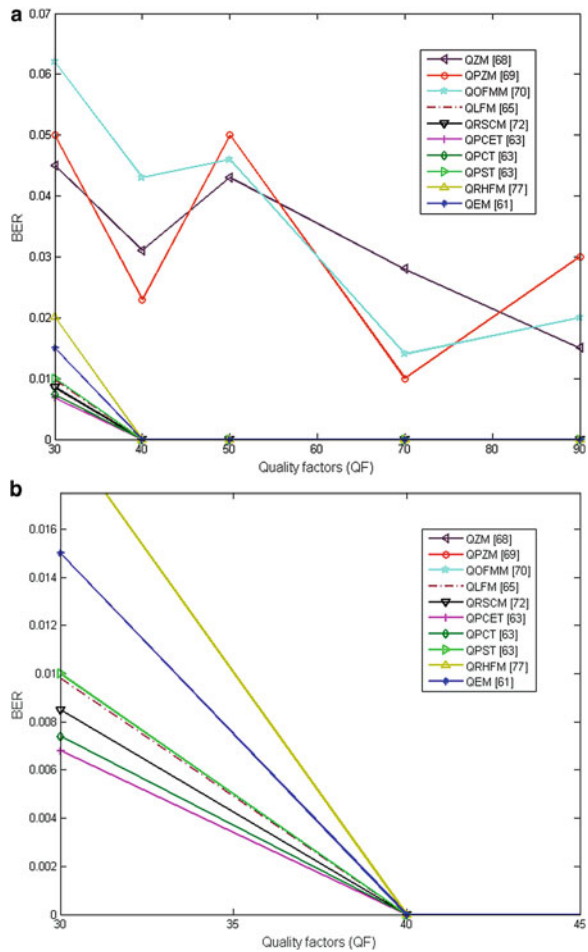 a
0.07
0.06
0.05
0.04
0.03
0.02
0.01
0
BER
30 40 50 60 70 80 90
Quality factors (QF)
QZM [68]
QPZM [69]
QOFMM [70]
QLFM [65]
QRSCM [72]
QPCET [63]
QPCT [63]
QPST [63]
QRHFM [77]
QEM [61]
b
0.016
0.014
0.012
0.01
0.008
0.006
0.004
0.002
0
BER
30 35 40 45
Quality factors (QF)
QZM [68]
QPZM [69]
QOFMM [70]
QLFM [65]
QRSCM [72]
QPCET [63]
QPCT [63]
QPST [63]
QRHFM [77]
QEM [61]